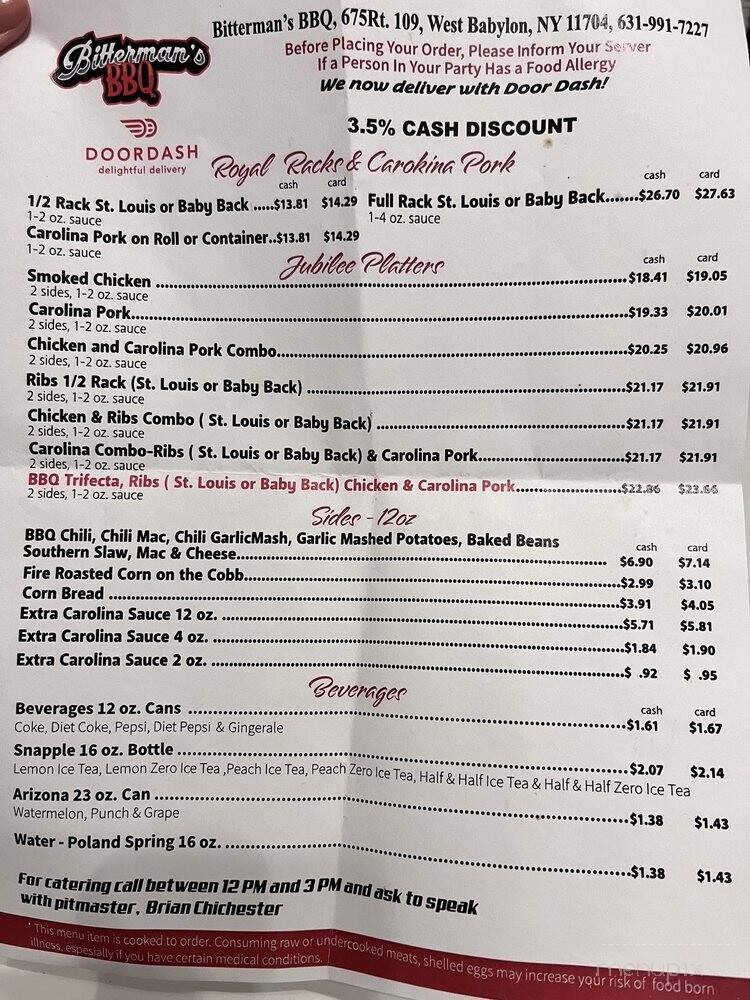 Bitterman's BBQ, 675Rt. 109, West Babylon, NY 11704, 631-991-7227
Bitterman's
BBQ
Before Placing Your Order, Please Inform Your Server
If a Person In Your Party Has a Food Allergy
We now deliver with Door Dash!
3.5% CASH DISCOUNT
DOORDASH
delightful delivery
Royal Racks & Carokina Pork
cash card cash card
1/2 Rack St. Louis or Baby Back .....$13.81 $14.29 Full Rack St. Louis or Baby Back.......$26.70 $27.63
1-2 oz. sauce 1-4 oz. sauce
Carolina Pork on Roll or Container..$13.81 $14.29
1-2 oz. sauce
Jubilee Platters
cash card
Smoked Chicken ...$18.41 $19.05
2 sides, 1-2 oz. sauce
Carolina Pork...$19.33 $20.01
2 sides, 1-2 oz. sauce
Chicken and Carolina Pork Combo...$20.25 $20.96
2 sides, 1-2 oz. sauce
Ribs 1/2 Rack (St. Louis or Baby Back) ...$21.17 $21.91
2 sides, 1-2 oz. sauce
Chicken & Ribs Combo ( St. Louis or Baby Back) ...$21.17 $21.91
2 sides, 1-2 oz. sauce
Carolina Combo-Ribs ( St. Louis or Baby Back) & Carolina Pork...$21.17 $21.91
2 sides, 1-2 oz. sauce
BBQ Trifecta, Ribs ( St. Louis or Baby Back) Chicken & Carolina Pork...$22.86 $23.66
2 sides, 1-2 oz. sauce
Sides - 12oz
BBQ Chili, Chili Mac, Chili GarlicMash, Garlic Mashed Potatoes, Baked Beans
cash card
Southern Slaw, Mac & Cheese... $6.90 $7.14
Fire Roasted Corn on the Cobb...$2.99 $3.10
Corn Bread ...$3.91 $4.05
Extra Carolina Sauce 12 oz. ...$5.71 $5.81
Extra Carolina Sauce 4 oz. ...$1.84 $1.90
Extra Carolina Sauce 2 oz. ...$ .92 $ .95
Beverages
cash card
Beverages 12 oz. Cans ...$1.61 $1.67
Coke, Diet Coke, Pepsi, Diet Pepsi & Gingerale
Snapple 16 oz. Bottle ...$2.07 $2.14
Lemon Ice Tea, Lemon Zero Ice Tea ,Peach Ice Tea, Peach Zero Ice Tea, Half & Half Ice Tea & Half & Half Zero Ice Tea
Arizona 23 oz. Can ...$1.38 $1.43
Watermelon, Punch & Grape
Water - Poland Spring 16 oz. ...$1.38 $1.43
For catering call between 12 PM and 3 PM and ask to speak
with pitmaster, Brian Chichester
* This menu item is cooked to order. Consuming raw or undercooked meats, shelled eggs may increase your risk of food born
illness, espesially if you have certain medical conditions.